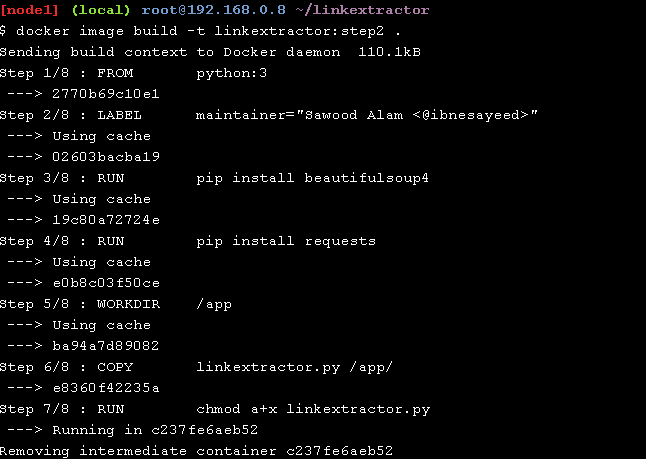 [node1] (local) root@192.168.0.8 ~/linkextractor
$ docker image build -t linkextractor:step2 .
Sending build context to Docker daemon  110.1kB
Step 1/8 : FROM       python:3
 ---> 2770b69c10e1
Step 2/8 : LABEL      maintainer="Sawood Alam <@ibnesayeed>"
 ---> Using cache
 ---> 02603bacba19
Step 3/8 : RUN        pip install beautifulsoup4
 ---> Using cache
 ---> 19c80a72724e
Step 4/8 : RUN        pip install requests
 ---> Using cache
 ---> e0b8c03f50ce
Step 5/8 : WORKDIR    /app
 ---> Using cache
 ---> ba94a7d89082
Step 6/8 : COPY       linkextractor.py /app/
 ---> e8360f42235a
Step 7/8 : RUN        chmod a+x linkextractor.py
 ---> Running in c237fe6aeb52
Removing intermediate container c237fe6aeb52